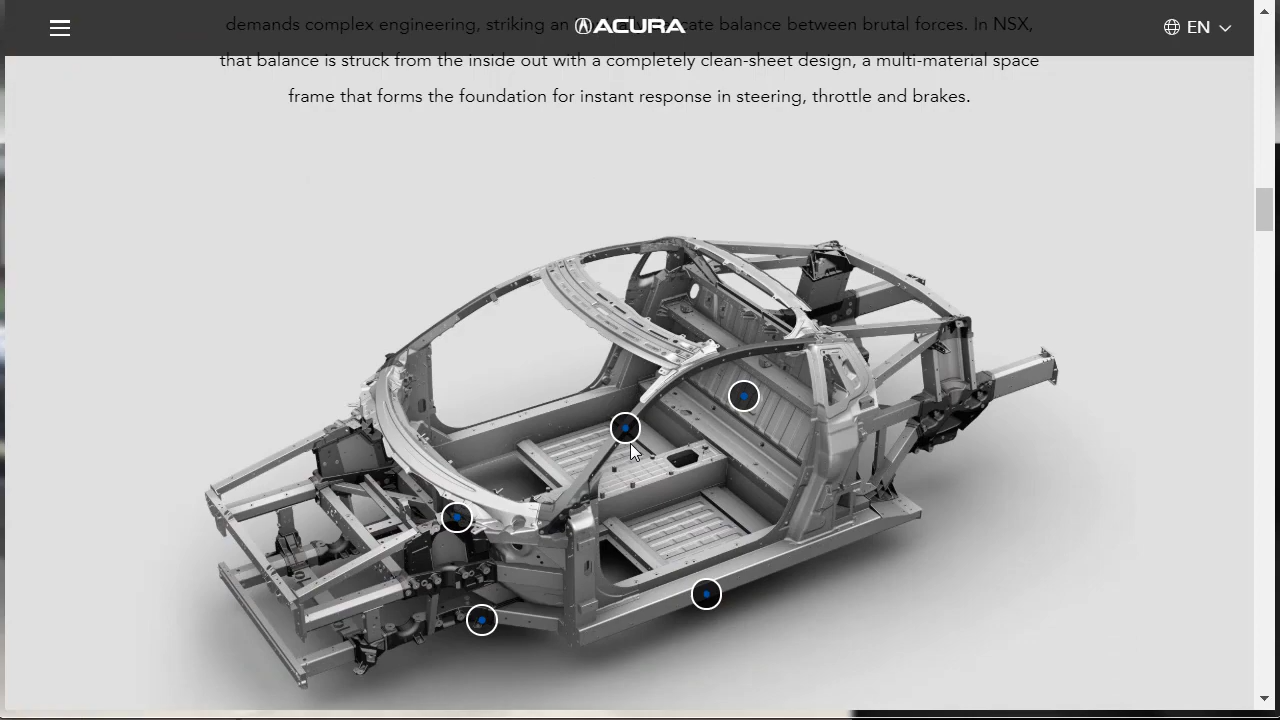 demands complex engineering, striking an cate balance between brutal forces. In NSX,
ACURA
EN
that balance is struck from the inside out with a completely clean-sheet design, a multi-material space
frame that forms the foundation for instant response in steering, throttle and brakes.